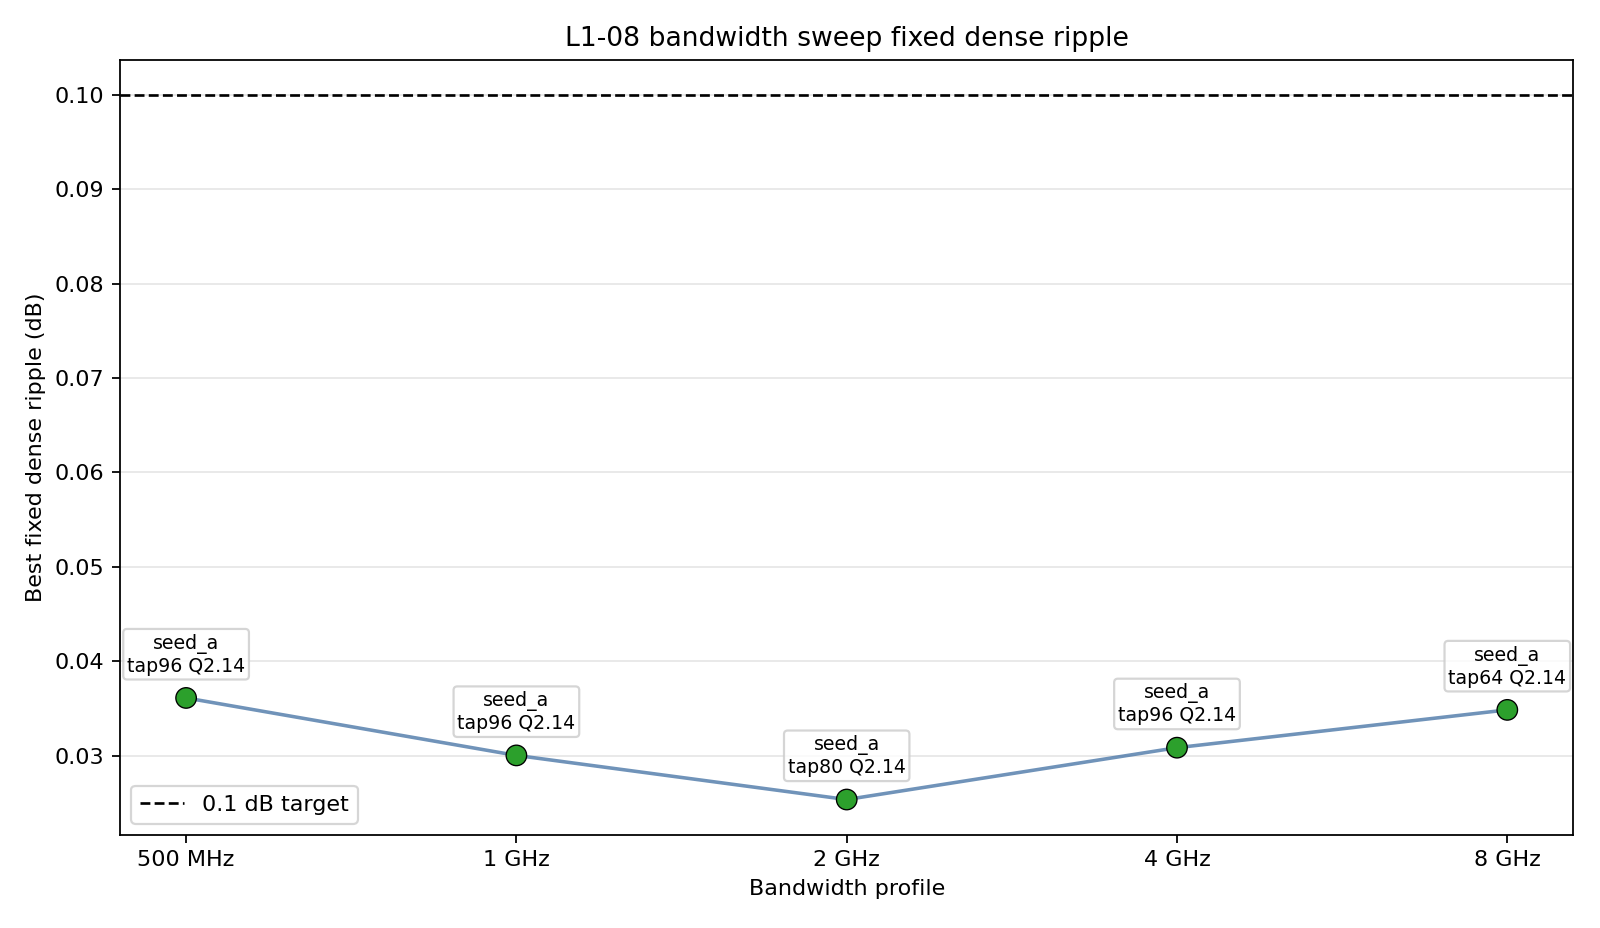 L1-08 bandwidth sweep fixed dense ripple
Best fixed dense ripple (dB)
0.10
0.09
0.08
0.07
0.06
0.05
0.04
0.03
seed_a
tap96 Q2.14
seed_a
tap96 Q2.14
seed_a
tap80 Q2.14
seed_a
tap96 Q2.14
seed_a
tap64 Q2.14
0.1 dB target
500 MHz
1 GHz
2 GHz
4 GHz
8 GHz
Bandwidth profile